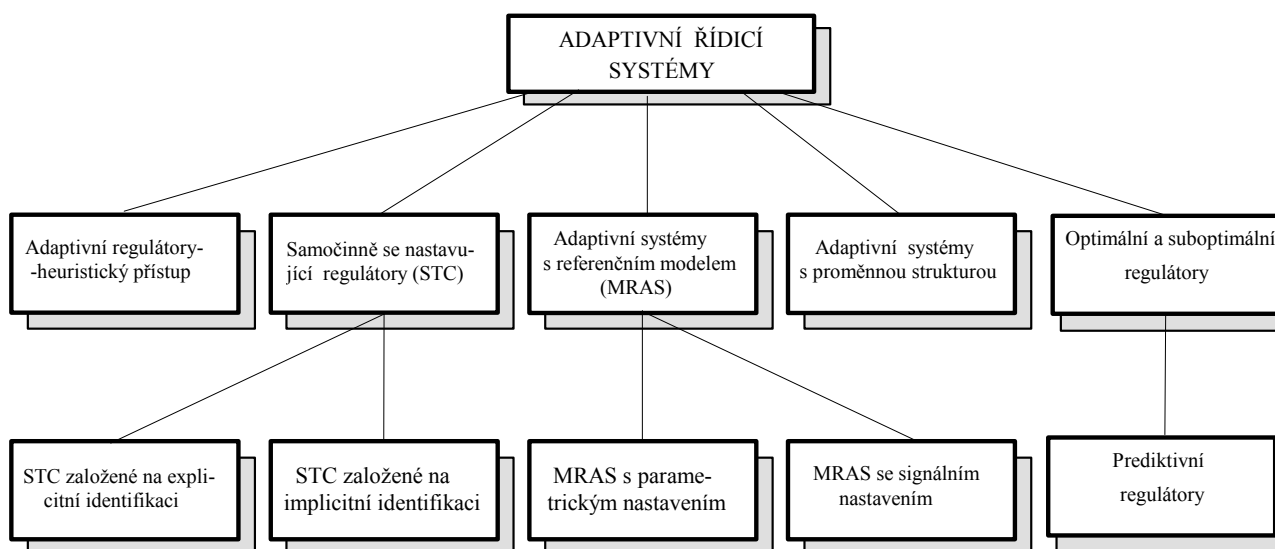 ADAPTIVNÍ ŘÍDICÍ
SYSTÉMY
Adaptivní regulátory-
-heuristický přístup
Samočinně se nastavu-
jící regulátory (STC)
Adaptivní systémy
s referenčním modelem
(MRAS)
Adaptivní systémy
s proměnnou strukturou
Optimální a suboptimální
regulátory
STC založené na expli-
citní identifikaci
STC založené na
implicitní identifikaci
MRAS s parame-
trickým nastavením
MRAS se signálním
nastavením
Prediktivní
regulátory